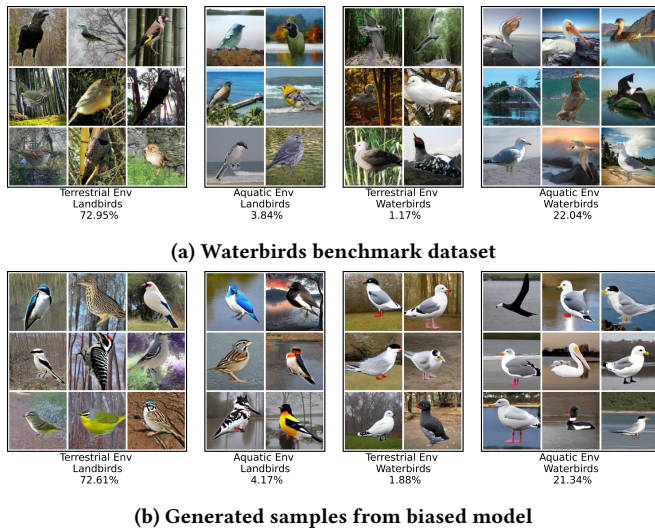 Terrestrial Env
Landbirds
72.95%
Aquatic Env
Landbirds
3.84%
Terrestrial Env
Waterbirds
1.17%
Aquatic Env
Waterbirds
22.04%
(a) Waterbirds benchmark dataset
Terrestrial Env
Landbirds
72.61%
Aquatic Env
Landbirds
4.17%
Terrestrial Env
Waterbirds
1.88%
Aquatic Env
Waterbirds
21.34%
(b) Generated samples from biased model